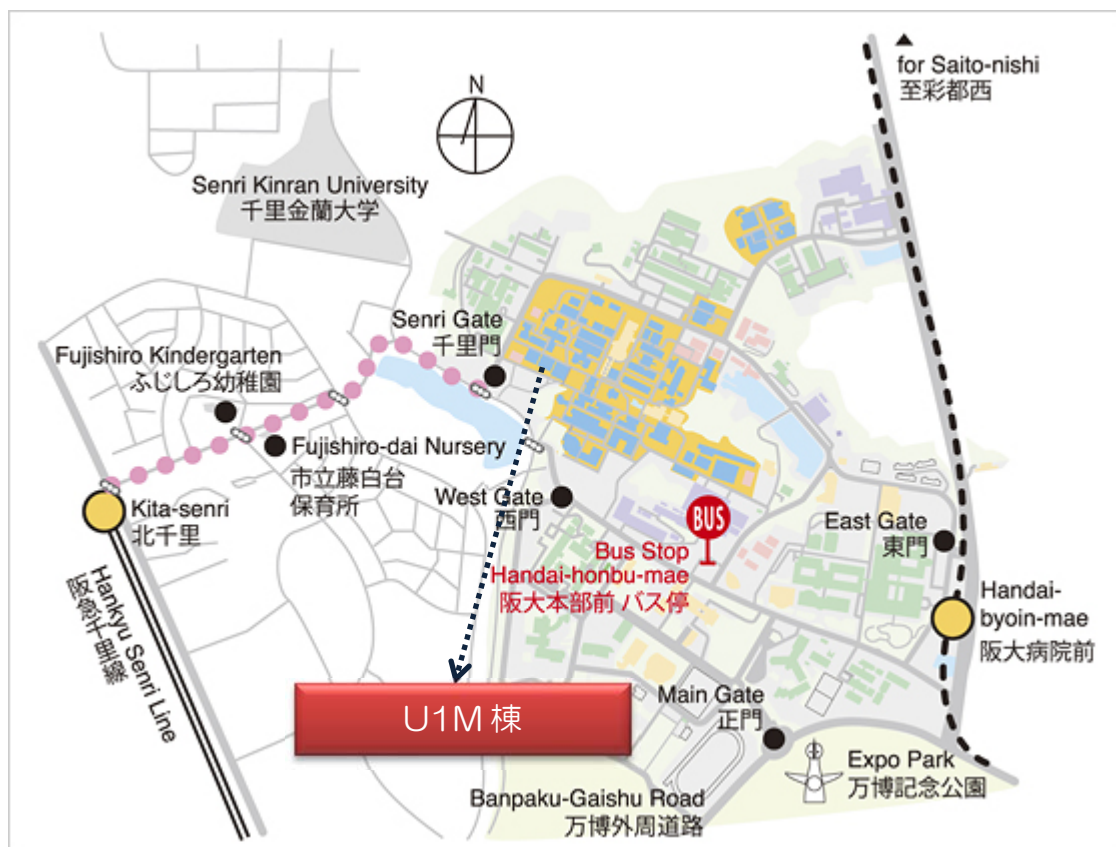 for Saito-nishi
至彩都西
N
Senri Kinran University
千里金蘭大学
Senri Gate
千里門
Fujishiro Kindergarten
ふじしろ幼稚園
Fujishiro-dai Nursery
市立藤白台
保育所
West Gate
西門
Kita-senri
北千里
BUS
Bus Stop
Handai-honbu-mae
阪大本部前 バス停
East Gate
東門
Handai-
byoin-mae
阪大病院前
Hankyu Senri Line
阪急千里線
U1M 棟
Main Gate
正門
Expo Park
万博記念公園
Banpaku-Gaishu Road
万博外周道路